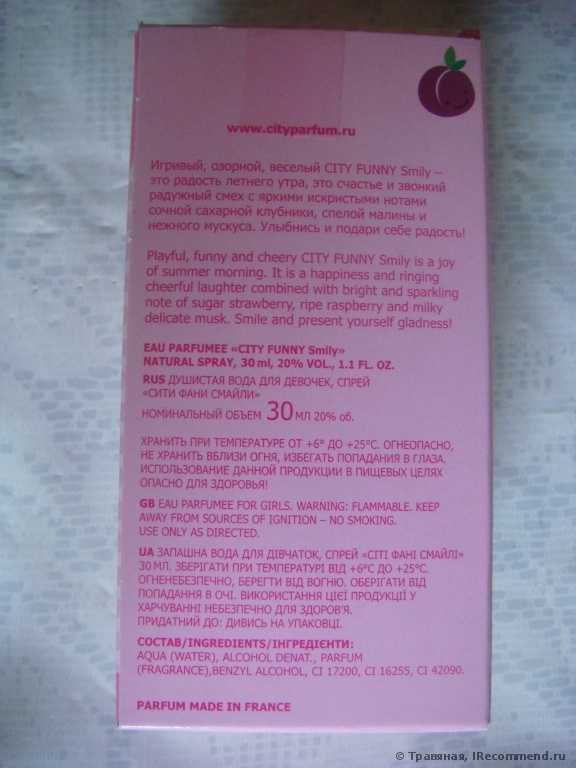 www.cityparfum.ru
Игривый, озорной, веселый CITY FUNNY Smily –
это радость летнего утра, это счастье и звонкий
радужный смех с яркими искристыми нотами
сочной сахарной клубники, спелой малины и
нежного мускуса. Улыбнись и подари себе радость!
Playful, funny and cheery CITY FUNNY Smily is a joy
of summer morning. It is a happiness and ringing
cheerful laughter combined with bright and sparkling
note of sugar strawberry, ripe raspberry and milky
delicate musk. Smile and present yourself gladness!
EAU PARFUMEE «CITY FUNNY Smily»
NATURAL SPRAY, 30 ml, 20% VOL., 1.1 FL. OZ.
RUS ДУШИСТАЯ ВОДА ДЛЯ ДЕВОЧЕК, СПРЕЙ
«СИТИ ФАНИ СМАЙЛИ»
НОМИНАЛЬНЫЙ ОБЪЕМ 30 МЛ 20% об.
ХРАНИТЬ ПРИ ТЕМПЕРАТУРЕ ОТ +6° ДО +25°С. ОГНЕОПАСНО,
НЕ ХРАНИТЬ ВБЛИЗИ ОГНЯ, ИЗБЕГАТЬ ПОПАДАНИЯ В ГЛАЗА.
ИСПОЛЬЗОВАНИЕ ДАННОЙ ПРОДУКЦИИ В ПИЩЕВЫХ ЦЕЛЯХ
ОПАСНО ДЛЯ ЗДОРОВЬЯ!
GB EAU PARFUMEE FOR GIRLS. WARNING: FLAMMABLE. KEEP
AWAY FROM SOURCES OF IGNITION – NO SMOKING.
USE ONLY AS DIRECTED.
UA ЗАПАШНА ВОДА ДЛЯ ДІВЧАТОК, СПРЕЙ «СІТІ ФАНІ СМАЙЛІ»
30 МЛ. ЗБЕРІГАТИ ПРИ ТЕМПЕРАТУРІ ВІД +6°С ДО +25°С.
ОГНЕНЕБЕЗПЕЧНО, БЕРЕГТИ ВІД ВОГНЮ. ОБЕРІГАТИ ВІД
ПОПАДАННЯ В ОЧІ. ВИКОРИСТАННЯ ЦІЄЇ ПРОДУКЦІЇ У
ХАРЧУВАННІ НЕБЕЗПЕЧНО ДЛЯ ЗДОРОВ'Я.
ПРИДАТНИЙ ДО: ДИВИСЬ НА УПАКОВЦІ.
СОСТАВ/INGREDIENTS/ІНГРЕДІЄНТИ:
AQUA (WATER), ALCOHOL DENAT., PARFUM
(FRAGRANCE),BENZYL ALCOHOL, CI 17200, CI 16255, CI 42090.
PARFUM MADE IN FRANCE
© Травяная, IRecommend.ru